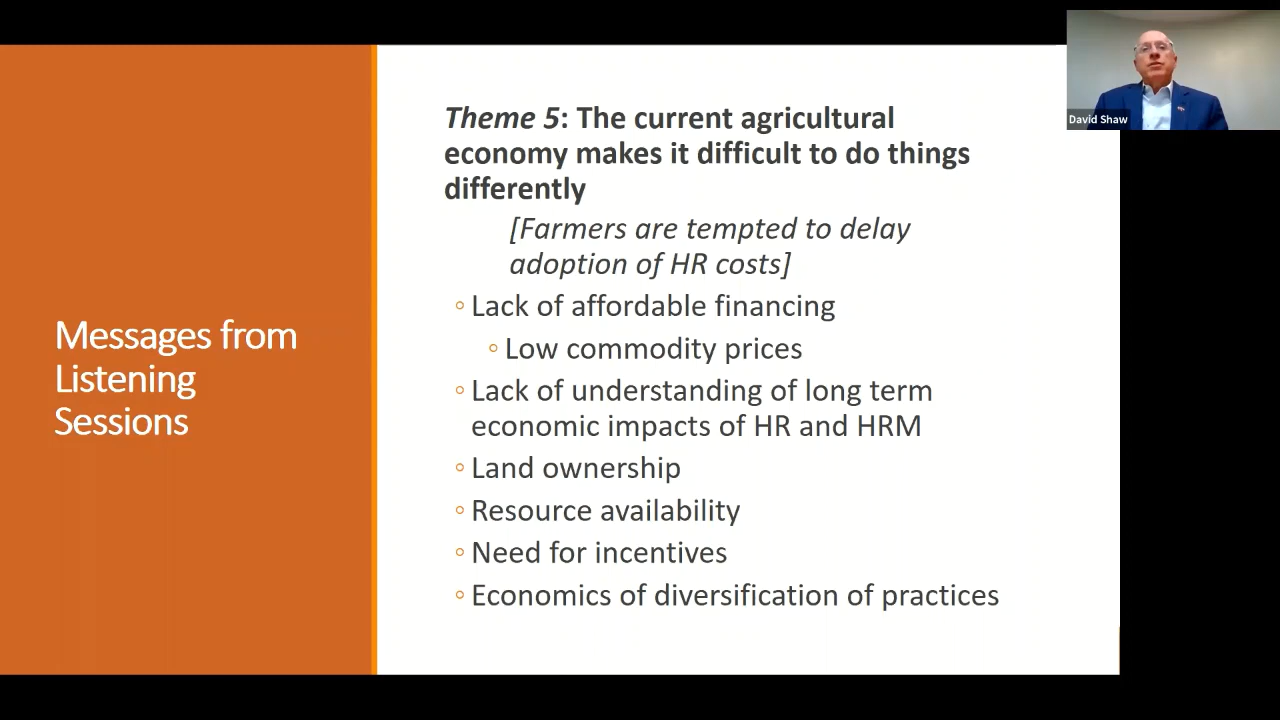 David Shaw
Messages from
Listening
Sessions
Theme 5: The current agricultural
economy makes it difficult to do things
differently
[Farmers are tempted to delay
adoption of HR costs]
◦ Lack of affordable financing
◦ Low commodity prices
◦ Lack of understanding of long term
economic impacts of HR and HRM
◦ Land ownership
◦ Resource availability
◦ Need for incentives
◦ Economics of diversification of practices